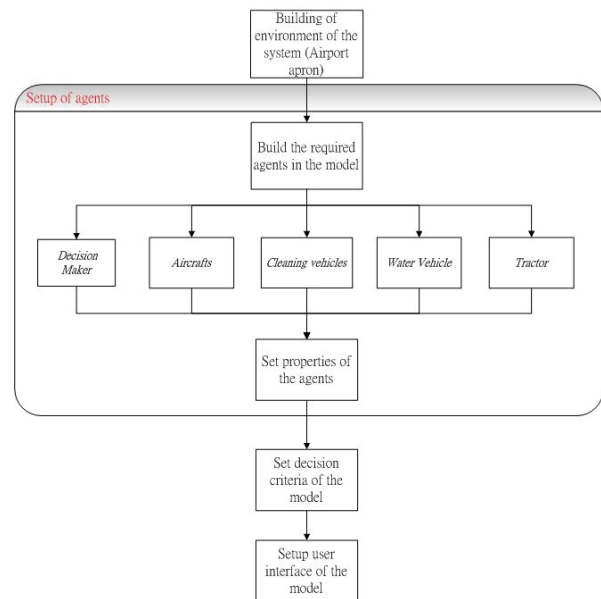 Building of
environment of the
system (Airport
apron)
Setup of agents
Build the required
agents in the model
Decision
Maker
Aircrafts
Cleaning vehicles
Water Vehicle
Tractor
Set properties of
the agents
Set decision
criteria of the
model
Setup user
interface of the
model